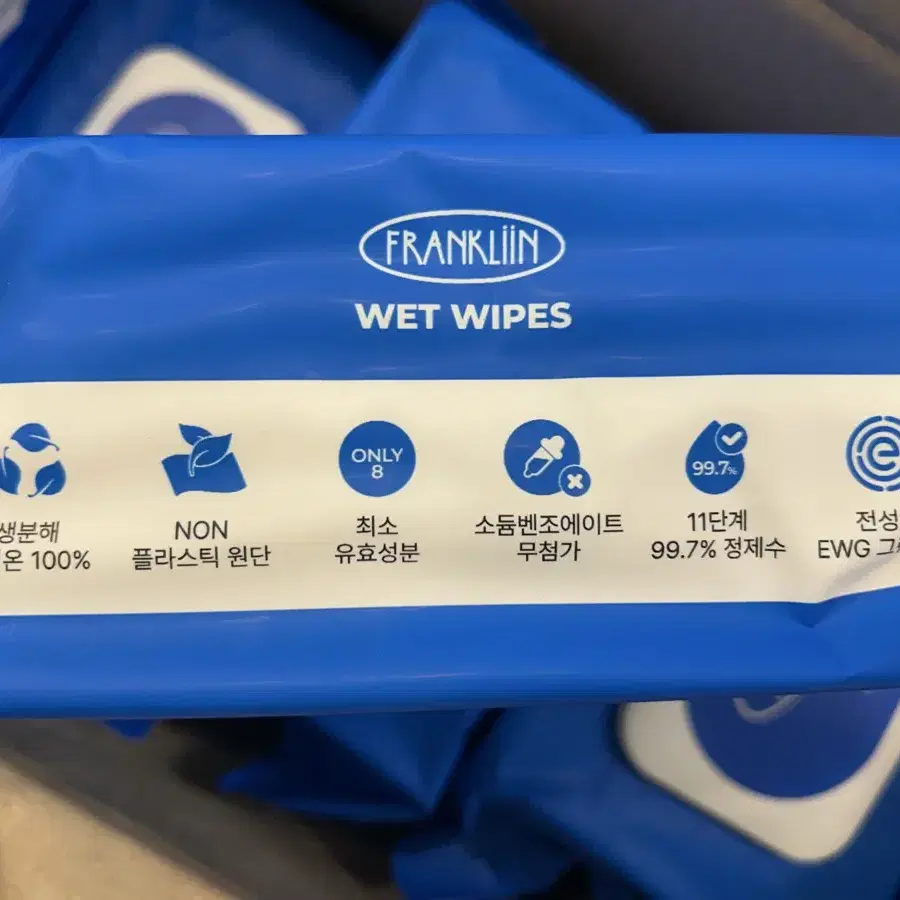 FRANKLiiN
WET WIPES
생분해
온 100%
NON
플라스틱 원단
ONLY
8
최소
유효성분
소듐벤조에이트
무첨가
99.7%
11단계
99.7% 정제수
e
전성
EWG 그